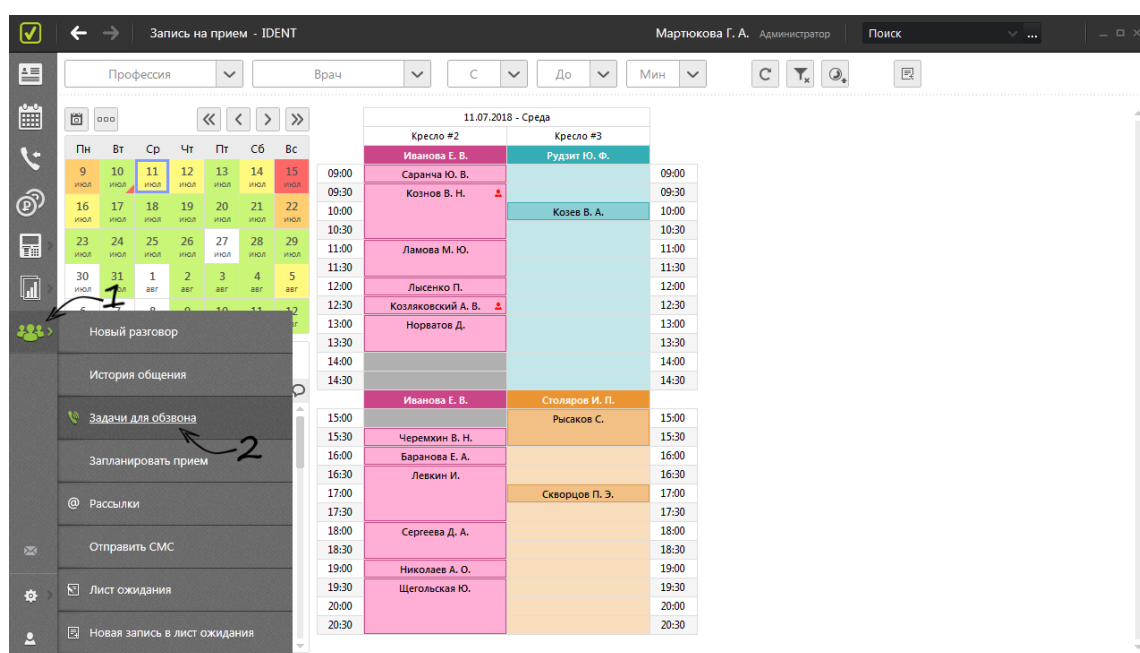 Запись на прием - IDENT
Мартюкова Г. А. Администратор
Поиск
...
Профессия
Врач
С
До
Мин
11.07.2018 - Среда
Кресло #2 Кресло #3
Пн Вт Ср Чт Пт Сб Вс
Иванова Е. В. Рудзит Ю. Ф.
9 10 11 12 13 14 15
июл июл июл июл июл июл июл
16 17 18 19 20 21 22
июл июл июл июл июл июл июл
23 24 25 26 27 28 29
июл июл июл июл июл июл июл
30 31 1 2 3 4 5
июл авг авг авг авг авг
09:00 Саранча Ю. В. 09:00
09:30 Кознов В. Н. 09:30
10:00 Козев В. А. 10:00
10:30 10:30
11:00 Ламова М. Ю. 11:00
11:30 11:30
12:00 Лысенко П. 12:00
12:30 Козляковский А. В. 12:30
13:00 Норватов Д. 13:00
13:30 13:30
14:00 14:00
14:30 14:30
Иванова Е. В. Столяров И. П.
15:00 Рысаков С. 15:00
15:30 Черемхин В. Н. 15:30
16:00 Баранова Е. А. 16:00
16:30 Левкин И. 16:30
17:00 Скворцов П. Э. 17:00
17:30 17:30
18:00 Сергеева Д. А. 18:00
18:30 18:30
19:00 Николаев А. О. 19:00
19:30 Щегольская Ю. 19:30
20:00 20:00
20:30 20:30
1
Новый разговор
История общения
Задачи для обзвона
2
Запланировать прием
@ Рассылки
Отправить СМС
Лист ожидания
Новая запись в лист ожидания